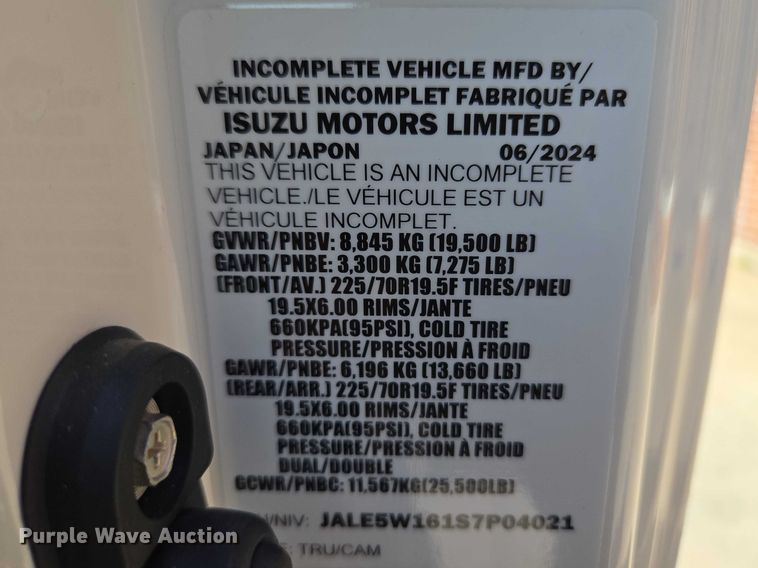 INCOMPLETE VEHICLE MFD BY/
VÉHICULE INCOMPLET FABRIQUÉ PAR
ISUZU MOTORS LIMITED
JAPAN/JAPON 06/2024
THIS VEHICLE IS AN INCOMPLETE
VEHICLE./LE VÉHICULE EST UN
VÉHICULE INCOMPLET.
GVWR/PNBV: 8,845 KG (19,500 LB)
GAWR/PNBE: 3,300 KG (7,275 LB)
(FRONT/AV.) 225/70R19.5F TIRES/PNEU
19.5X6.00 RIMS/JANTE
660KPA(95PSI), COLD TIRE
PRESSURE/PRESSION À FROID
GAWR/PNBE: 6,196 KG (13,660 LB)
(REAR/ARR.) 225/70R19.5F TIRES/PNEU
19.5X6.00 RIMS/JANTE
660KPA(95PSI), COLD TIRE
PRESSURE/PRESSION À FROID
DUAL/DOUBLE
GCWR/PNBC: 11,567KG(25,500LB)
/NIV: JALE5W161S7P04021
: TRU/CAM
Purple Wave Auction